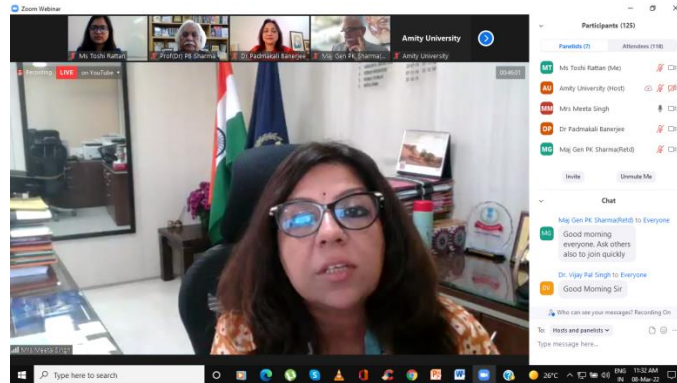 Zoom Webinar
Ms Toshi Rattan
Prof(Dr) PB Sharma
Dr Padmakali Banerjee
Maj Gen PK Sharma(...
Amity University
Amity University
Recording
LIVE
on YouTube
00:46:01
Mrs Meeta Singh
Participants (125)
Panelists (7)
Attendees (118)
MT
Ms Toshi Rattan (Me)
AU
Amity University (Host)
MM
Mrs Meeta Singh
DP
Dr Padmakali Banerjee
MG
Maj Gen PK Sharma(Retd)
Invite
Unmute Me
Chat
Maj Gen PK Sharma(Retd) to Everyone
MG
Good morning
everyone. Ask others
also to join quickly
Dr. Vijay Pal Singh to Everyone
DV
Good Morning Sir
Who can see your messages? Recording On
To:
Hosts and panelists
Type message here...
Type here to search
26°C
ENG
IN
11:32 AM
08-Mar-22